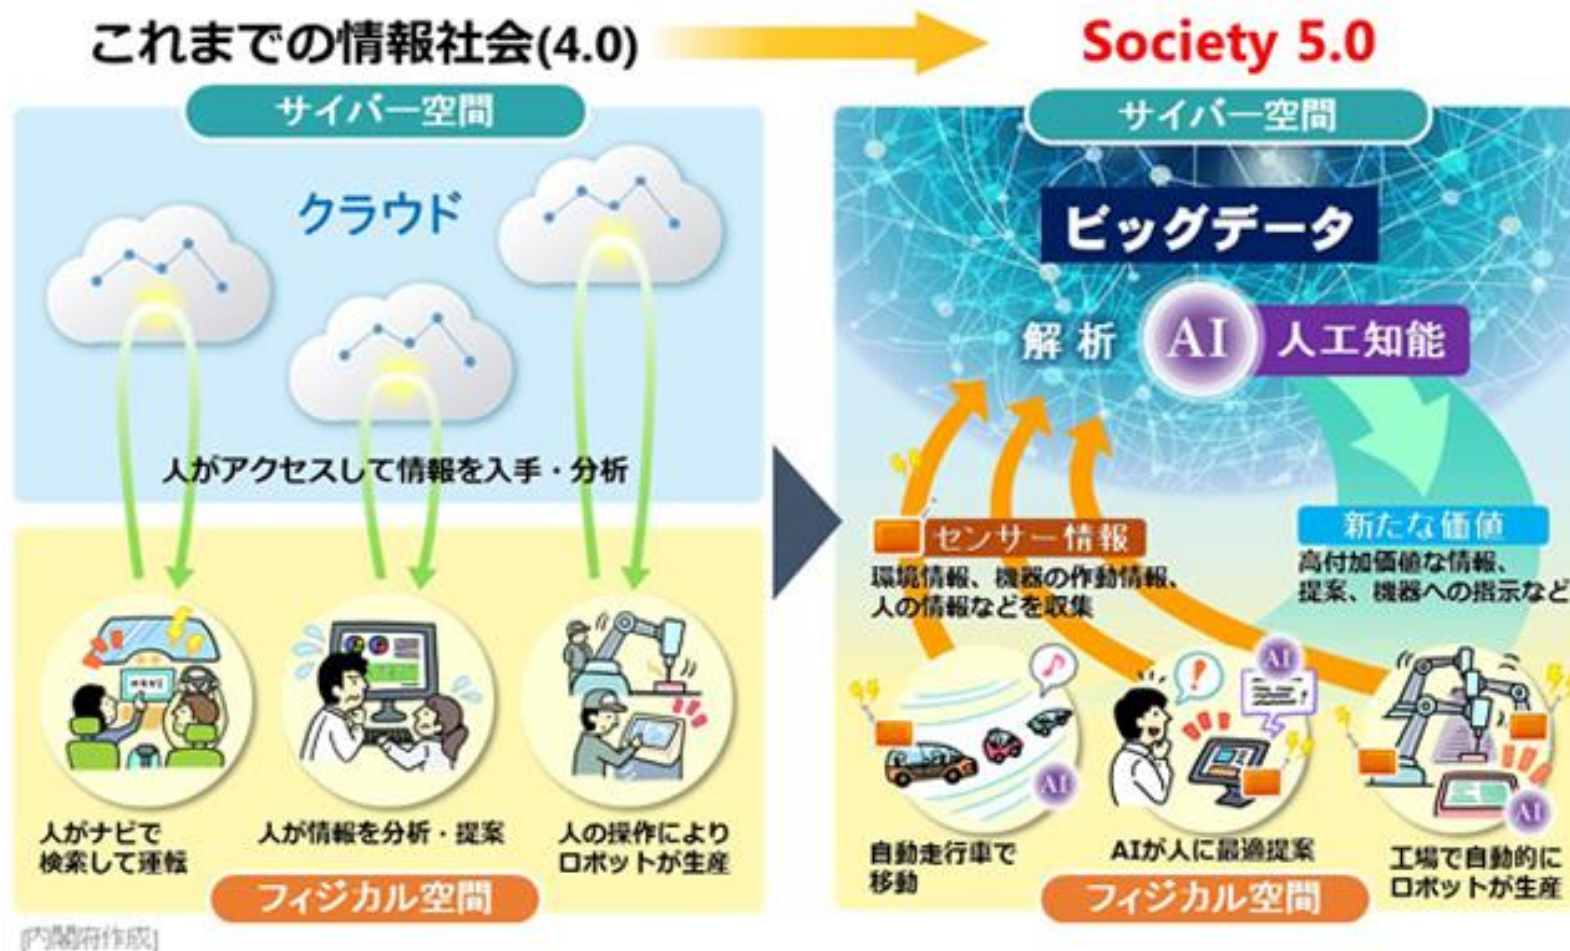 これまでの情報社会(4.0)
Society 5.0
サイバー空間
クラウド
人がアクセスして情報を入手・分析
人がナビで
検索して運転
人が情報を分析・提案
人の操作により
ロボットが生産
フィジカル空間
サイバー空間
ビッグデータ
解析
AI
人工知能
センサー情報
環境情報、機器の作動情報、
人の情報などを収集
新たな価値
高付加価値な情報、
提案、機器への指示など
AI
AI
AI
自動走行車で
移動
AIが人に最適提案
工場で自動的に
ロボットが生産
フィジカル空間
[内閣府作成]